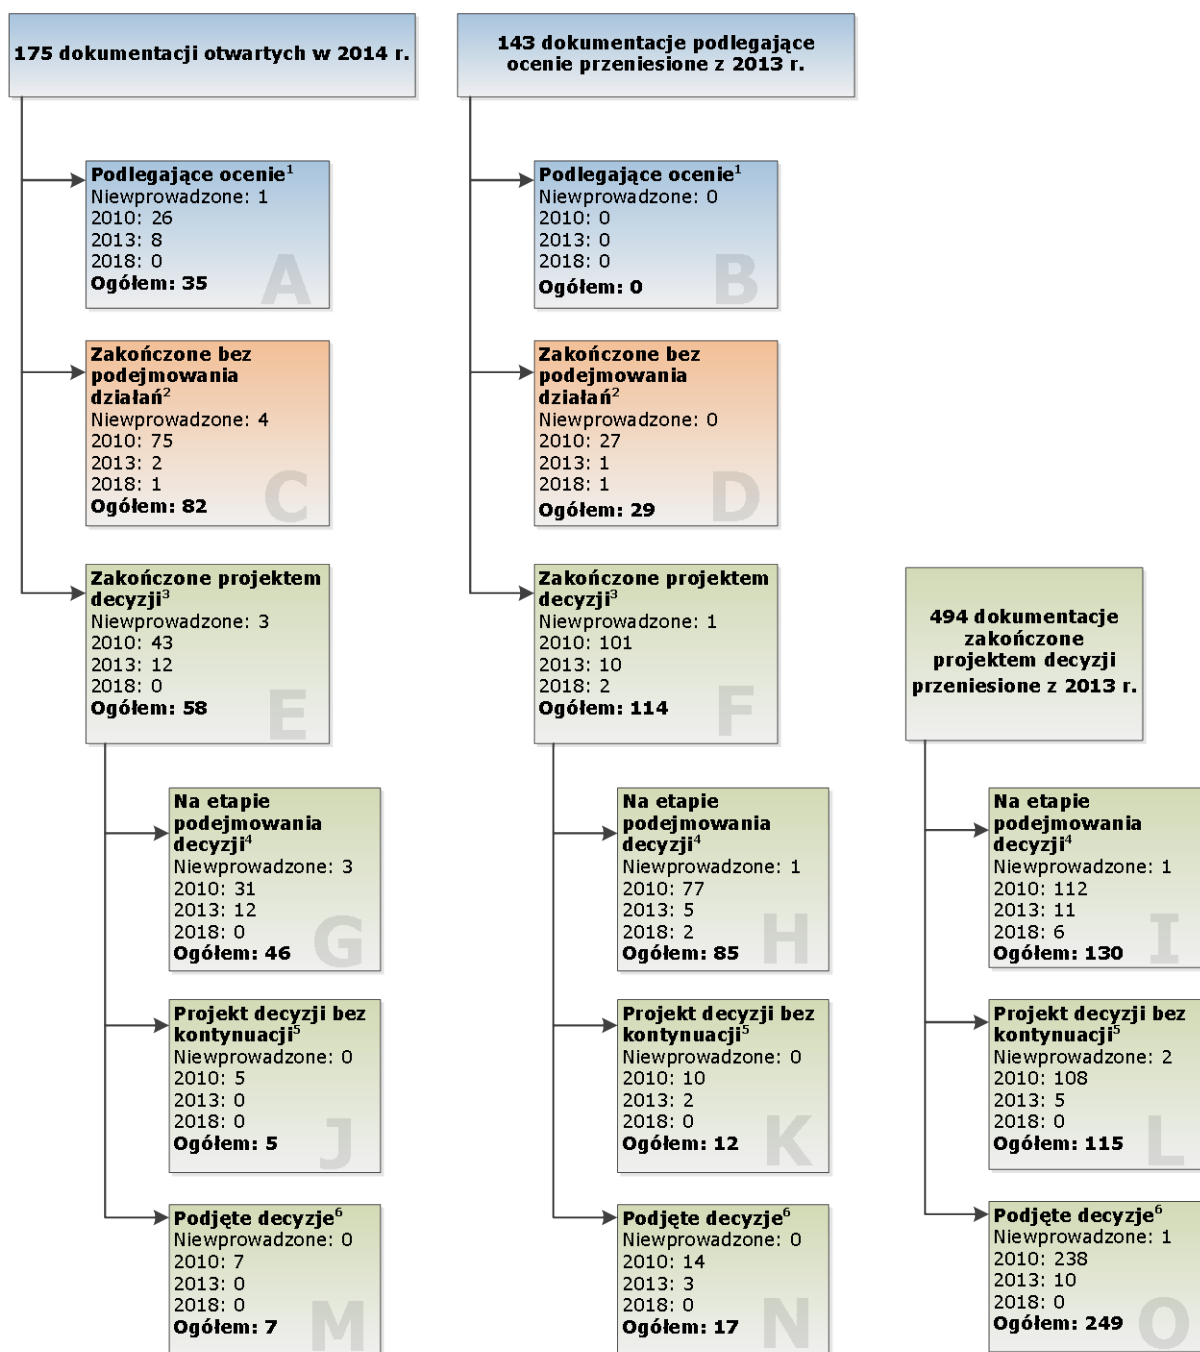 175 dokumentacji otwartych w 2014 r.
143 dokumentacje podlegające
ocenie przeniesione z 2013 r.
Podlegające ocenie¹
Niewprowadzone: 1
2010: 26
2013: 8
2018: 0
Ogółem: 35
A
Podlegające ocenie¹
Niewprowadzone: 0
2010: 0
2013: 0
2018: 0
Ogółem: 0
B
Zakończone bez
podejmowania
działań²
Niewprowadzone: 4
2010: 75
2013: 2
2018: 1
Ogółem: 82
C
Zakończone bez
podejmowania
działań²
Niewprowadzone: 0
2010: 27
2013: 1
2018: 1
Ogółem: 29
D
Zakończone projektem
decyzji³
Niewprowadzone: 3
2010: 43
2013: 12
2018: 0
Ogółem: 58
E
Zakończone projektem
decyzji³
Niewprowadzone: 1
2010: 101
2013: 10
2018: 2
Ogółem: 114
F
494 dokumentacje
zakończone
projektem decyzji
przeniesione z 2013 r.
Na etapie
podejmowania
decyzji⁴
Niewprowadzone: 3
2010: 31
2013: 12
2018: 0
Ogółem: 46
G
Na etapie
podejmowania
decyzji⁴
Niewprowadzone: 1
2010: 77
2013: 5
2018: 2
Ogółem: 85
H
Na etapie
podejmowania
decyzji⁴
Niewprowadzone: 1
2010: 112
2013: 11
2018: 6
Ogółem: 130
I
Projekt decyzji bez
kontynuacji⁵
Niewprowadzone: 0
2010: 5
2013: 0
2018: 0
Ogółem: 5
J
Projekt decyzji bez
kontynuacji⁵
Niewprowadzone: 0
2010: 10
2013: 2
2018: 0
Ogółem: 12
K
Projekt decyzji bez
kontynuacji⁵
Niewprowadzone: 2
2010: 108
2013: 5
2018: 0
Ogółem: 115
L
Podjęte decyzje⁶
Niewprowadzone: 0
2010: 7
2013: 0
2018: 0
Ogółem: 7
M
Podjęte decyzje⁶
Niewprowadzone: 0
2010: 14
2013: 3
2018: 0
Ogółem: 17
N
Podjęte decyzje⁶
Niewprowadzone: 1
2010: 238
2013: 10
2018: 0
Ogółem: 249
O